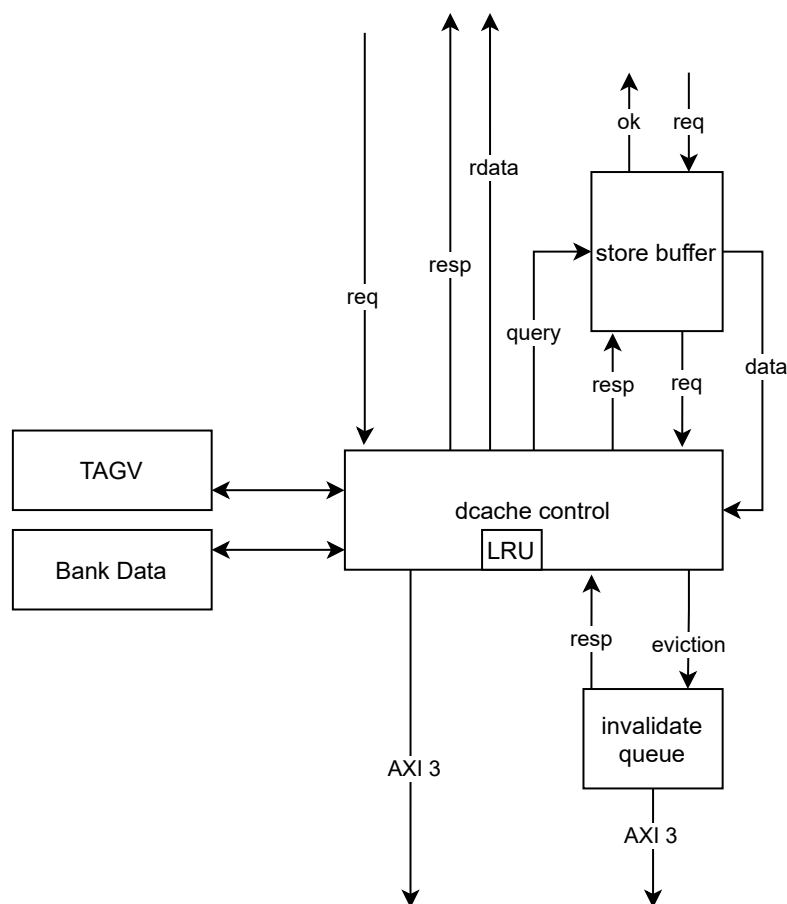 ok
req
rdata
store buffer
resp
req
query
data
resp
req
TAGV
dcache control
LRU
Bank Data
resp
eviction
invalidate
queue
AXI 3
AXI 3